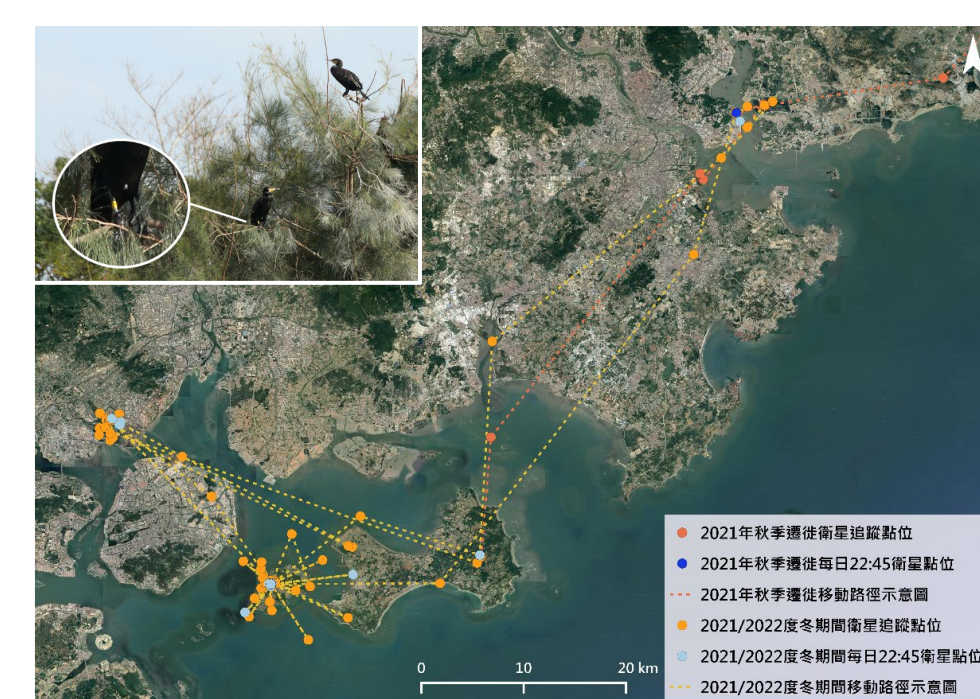 2021年秋季遷徙衛星追蹤點位
2021年秋季遷徙每日22:45衛星點位
2021年秋季遷徙移動路徑示意圖
2021/2022度冬期間衛星追蹤點位
2021/2022度冬期間每日22:45衛星點位
2021/2022度冬期間移動路徑示意圖
0 10 20 km